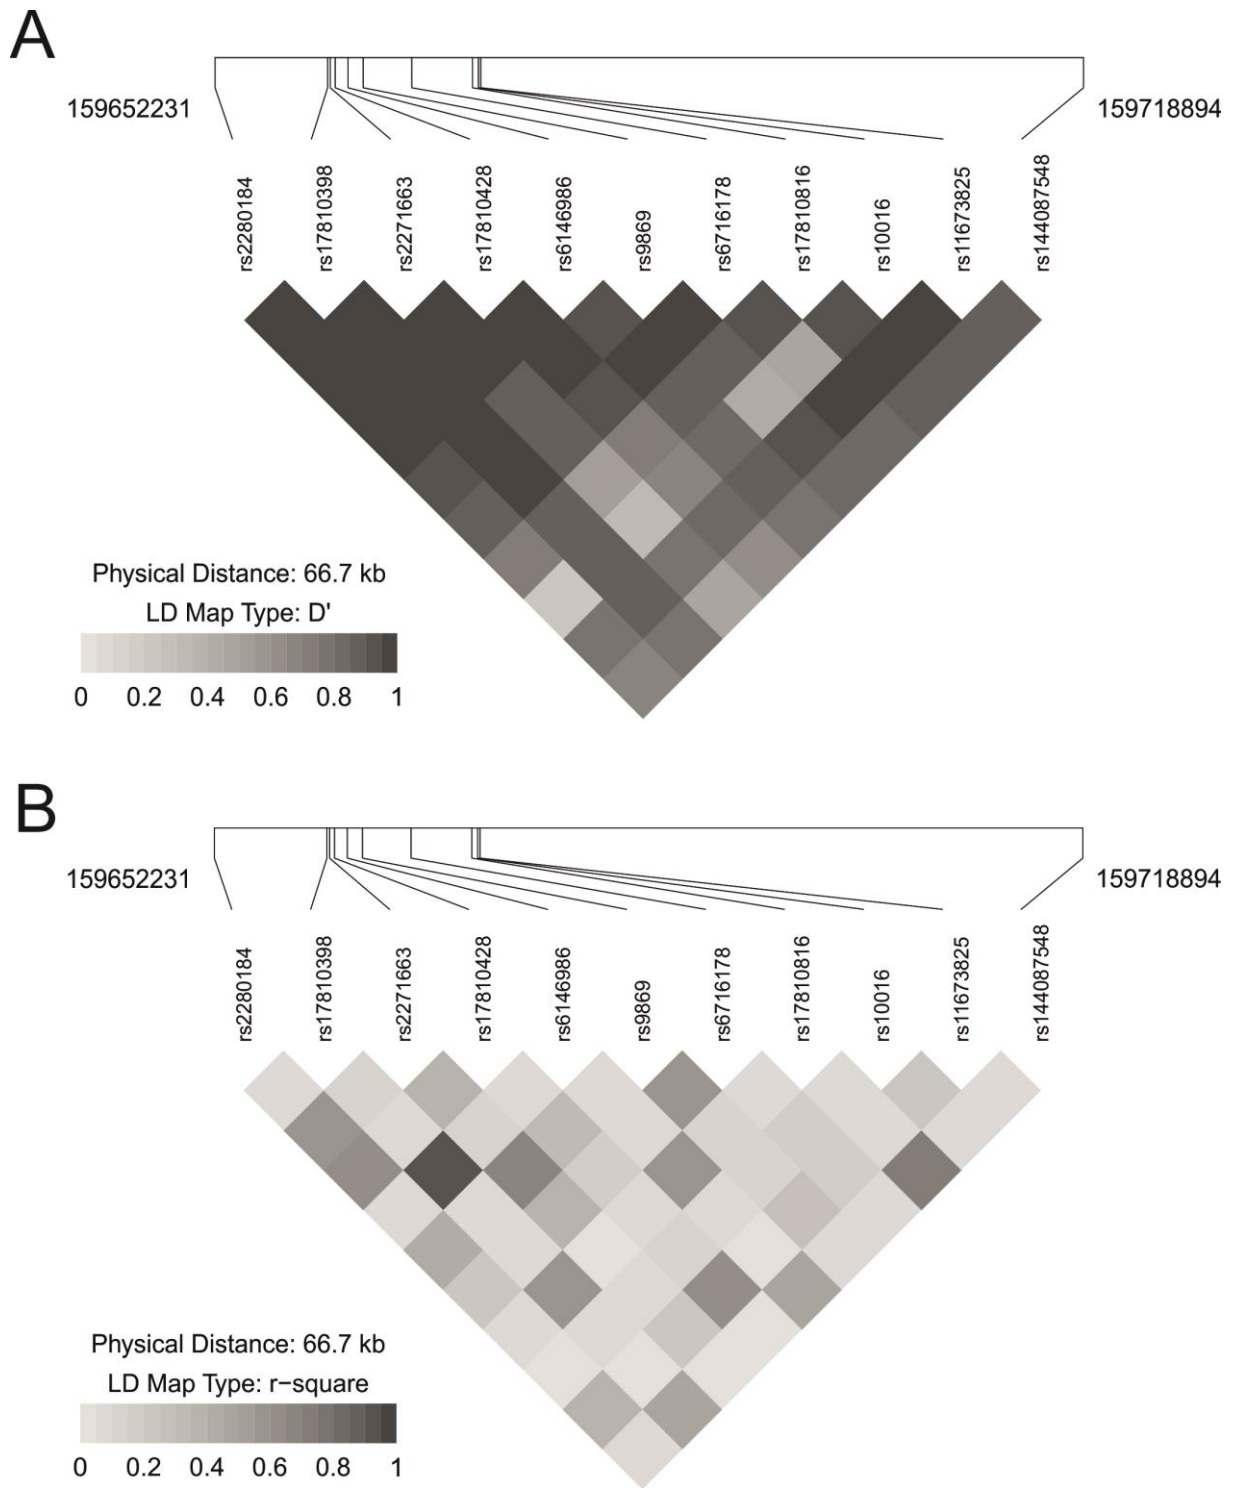 A
159652231
159718894
rs2280184
rs17810398
rs2271663
rs17810428
rs6146986
rs9869
rs6716178
rs17810816
rs10016
rs11673825
rs144087548
Physical Distance: 66.7 kb
LD Map Type: D'
0 0.2 0.4 0.6 0.8 1
B
159652231
159718894
rs2280184
rs17810398
rs2271663
rs17810428
rs6146986
rs9869
rs6716178
rs17810816
rs10016
rs11673825
rs144087548
Physical Distance: 66.7 kb
LD Map Type: r−square
0 0.2 0.4 0.6 0.8 1